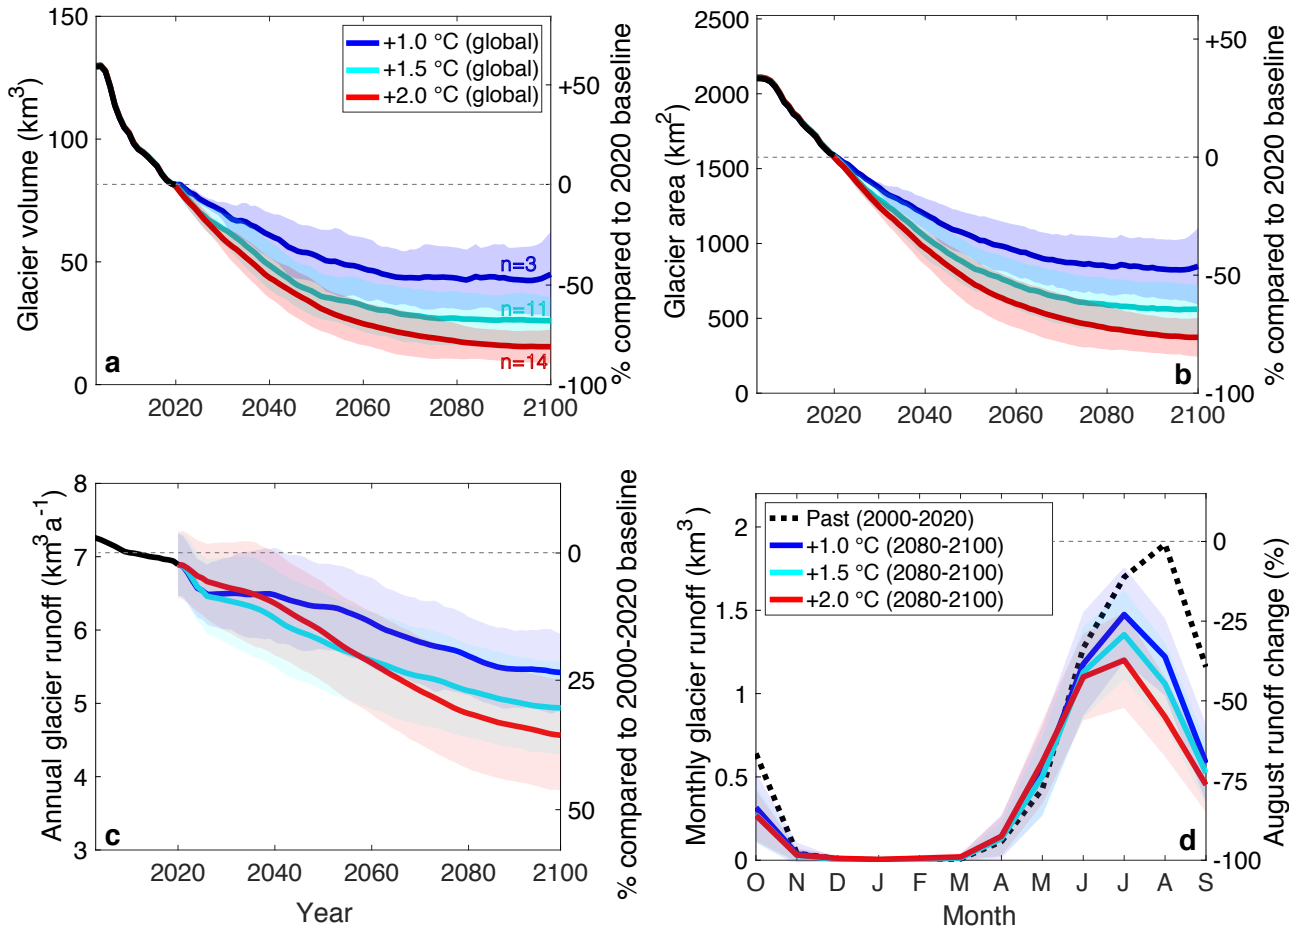 150
100
50
0
Glacier volume (km3)
+1.0 °C (global)
+1.5 °C (global)
+2.0 °C (global)
n=3
n=11
n=14
a
+50
0
-50
-100
% compared to 2020 baseline
2020 2040 2060 2080 2100
2500
2000
1500
1000
500
0
Glacier area (km2)
b
+50
0
-50
-100
% compared to 2020 baseline
2020 2040 2060 2080 2100
8
7
6
5
4
3
Annual glacier runoff (km3a-1)
c
0
25
50
% compared to 2000-2020 baseline
2020 2040 2060 2080 2100
Year
2
1.5
1
0.5
0
Monthly glacier runoff (km3)
Past (2000-2020)
+1.0 °C (2080-2100)
+1.5 °C (2080-2100)
+2.0 °C (2080-2100)
d
0
-25
-50
-75
-100
August runoff change (%)
O N D J F M A M J J A S
Month